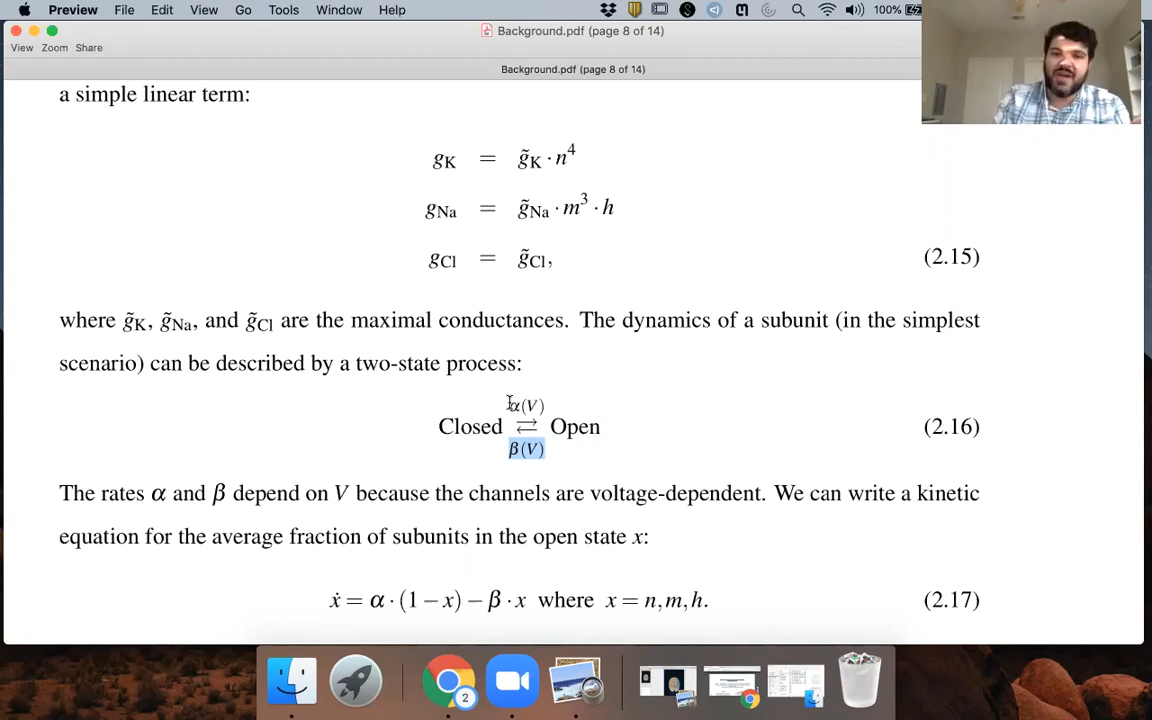 Preview File Edit View Go Tools Window Help 100%
Background.pdf (page 8 of 14)
View Zoom Share
Background.pdf (page 8 of 14)
a simple linear term:
gK = g̃K · n⁴
gNa = g̃Na · m³ · h
gCl = g̃Cl, (2.15)
where g̃K, g̃Na, and g̃Cl are the maximal conductances. The dynamics of a subunit (in the simplest
scenario) can be described by a two-state process:
α(V)
Closed ⇄ Open (2.16)
β(V)
The rates α and β depend on V because the channels are voltage-dependent. We can write a kinetic
equation for the average fraction of subunits in the open state x:
ẋ = α · (1 − x) − β · x where x = n, m, h. (2.17)
2